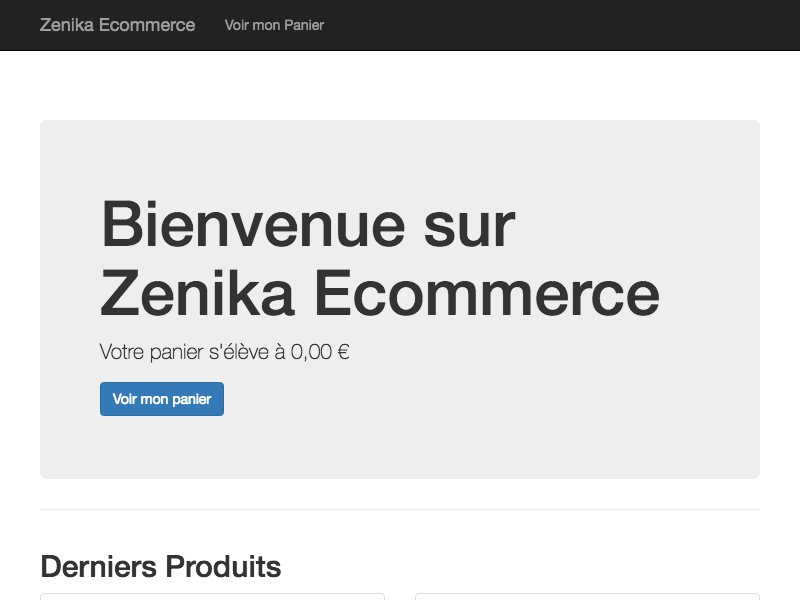 Zenika Ecommerce
Voir mon Panier
Bienvenue sur
Zenika Ecommerce
Votre panier s'élève à 0,00 €
Voir mon panier
Derniers Produits